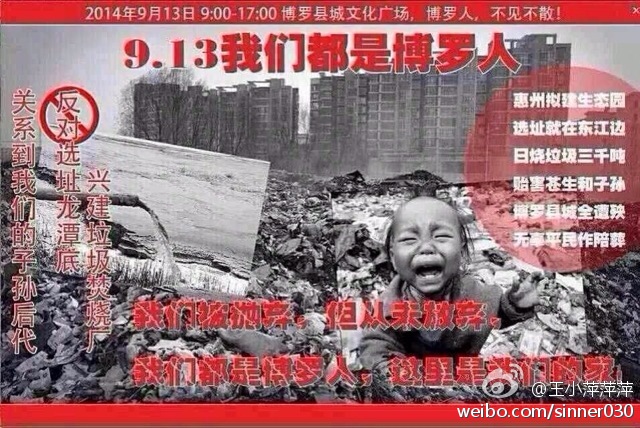 2014年9月13日 9:00-17:00 博罗县城文化广场，博罗人，不见不散！
9.13我们都是博罗人
惠州拟建生态园
选址就在东江边
日烧垃圾三千吨
贻害苍生和子孙
博罗县城全遭殃
无辜平民作陪葬
反对选址龙潭底
兴建垃圾焚烧厂
关系到我们的子孙后代
我们被抛弃，但从未放弃。
我们都是博罗人，这里是我们的家
@王小萍萍萍
weibo.com/sinner030